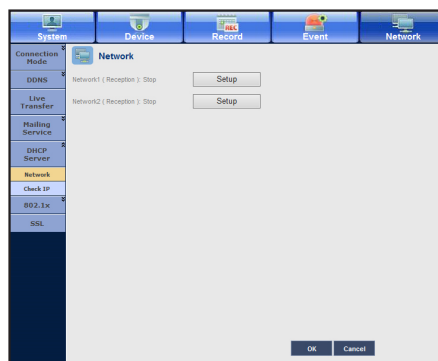 System
Device
REC
Record
Event
Network
Connection
Mode
DDNS
Live
Transfer
Mailing
Service
DHCP
Server
Network
Check IP
802.1x
SSL
Network
Network1 ( Reception ): Stop
Setup
Network2 ( Reception ): Stop
Setup
OK
Cancel